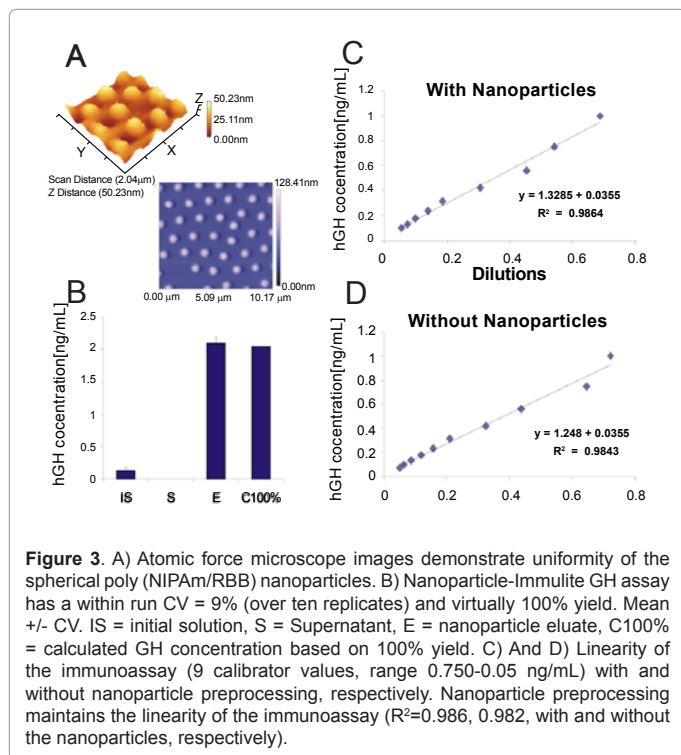 A
50.23nm
25.11nm
0.00nm
Z
Y
X
Scan Distance (2.04µm)
Z Distance (50.23nm)
128.41nm
0.00nm
0.00 µm 5.09 µm 10.17 µm
B
hGH cocentration[ng/mL]
2.5
2
1.5
1
0.5
0
IS S E C100%
C
With Nanoparticles
hGH cocentration[ng/mL]
1.2
1
0.8
0.6
0.4
0.2
0
y = 1.3285 + 0.0355
R² = 0.9864
0 0.2 0.4 0.6 0.8
Dilutions
D
Without Nanoparticles
hGH cocentration[ng/mL]
1.2
1
0.8
0.6
0.4
0.2
0
y = 1.248 + 0.0355
R² = 0.9843
0 0.2 0.4 0.6 0.8
Figure 3. A) Atomic force microscope images demonstrate uniformity of the
spherical poly (NIPAm/RBB) nanoparticles. B) Nanoparticle-Immulite GH assay
has a within run CV = 9% (over ten replicates) and virtually 100% yield. Mean
+/- CV. IS = initial solution, S = Supernatant, E = nanoparticle eluate, C100%
= calculated GH concentration based on 100% yield. C) And D) Linearity of
the immunoassay (9 calibrator values, range 0.750-0.05 ng/mL) with and
without nanoparticle preprocessing, respectively. Nanoparticle preprocessing
maintains the linearity of the immunoassay (R²=0.986, 0.982, with and without
the nanoparticles, respectively).